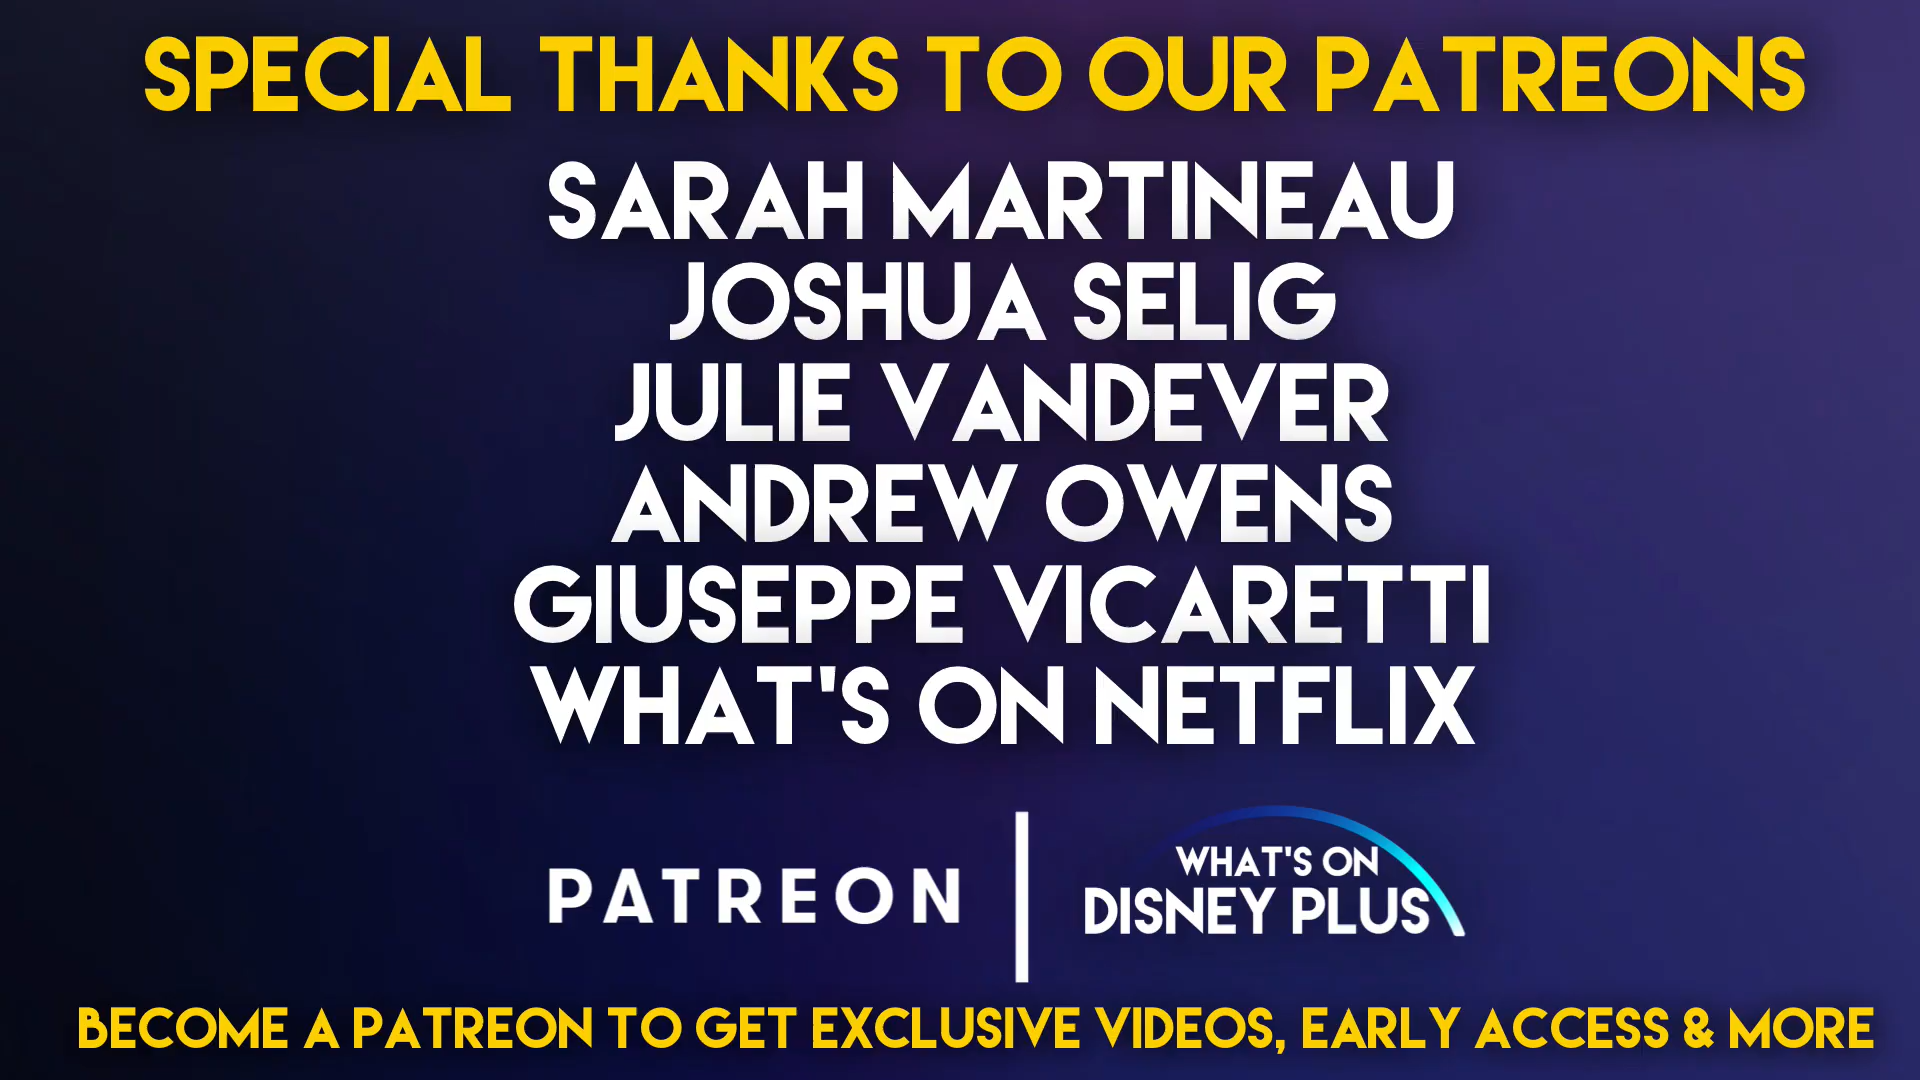 SPECIAL THANKS TO OUR PATREONS
SARAH MARTINEAU
JOSHUA SELIG
JULIE VANDEVER
ANDREW OWENS
GIUSEPPE VICARETTI
WHAT'S ON NETFLIX
PATREON
WHAT'S ON
DISNEY PLUS
BECOME A PATREON TO GET EXCLUSIVE VIDEOS, EARLY ACCESS & MORE